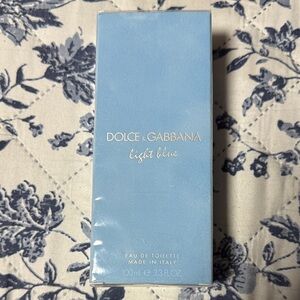 DOLCE & GABBANA
light blue
EAU DE TOILETTE
MADE IN ITALY
100ml ℮ 3.3 FL.OZ.